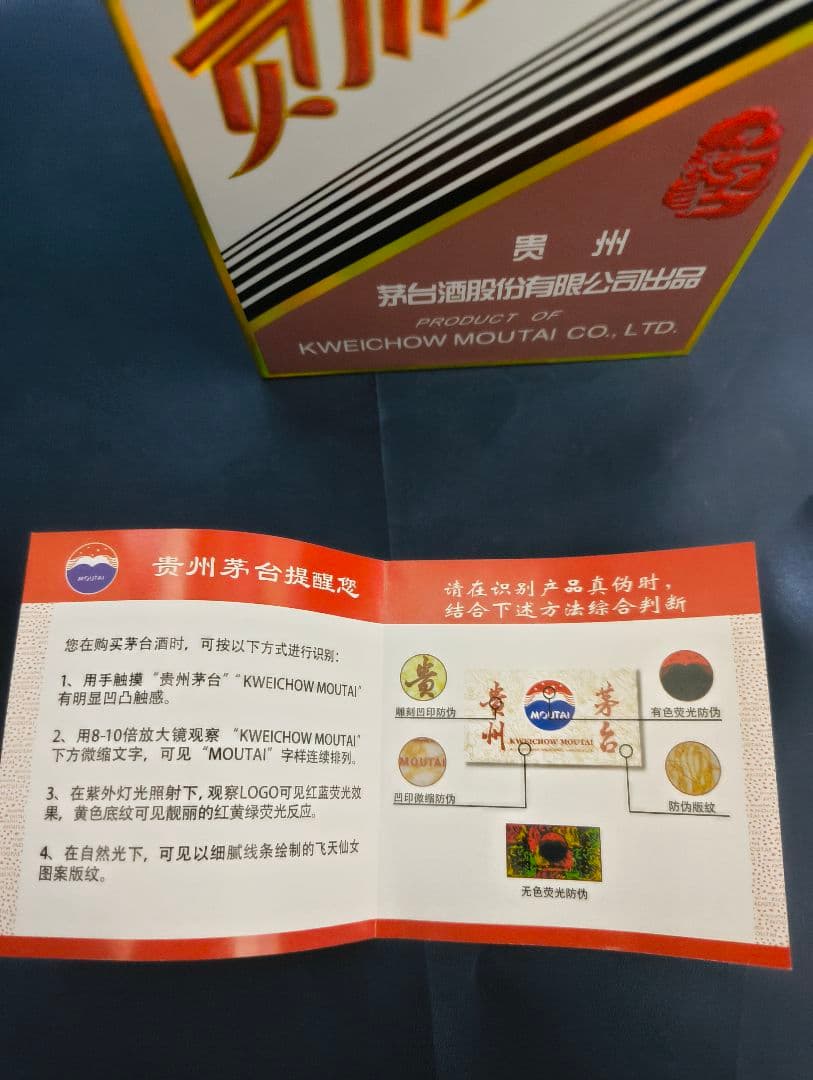 贵州
贵 州
茅台酒股份有限公司出品
PRODUCT OF
KWEICHOW MOUTAI CO., LTD.
MOUTAI
贵州茅台提醒您
您在购买茅台酒时，可按以下方式进行识别：
1、用手触摸“贵州茅台”“KWEICHOW MOUTAI”
有明显凹凸触感。
2、用8-10倍放大镜观察 “KWEICHOW MOUTAI”
下方微缩文字，可见“MOUTAI”字样连续排列。
3、在紫外灯光照射下，观察LOGO可见红蓝荧光效
果，黄色底纹可见靓丽的红黄绿荧光反应。
4、在自然光下，可见以细腻线条绘制的飞天仙女
图案版纹。
请在识别产品真伪时，
结合下述方法综合判断
貴
雕刻凹印防伪
MOUTAI
凹印微缩防伪
貴州
MOUTAI
茅台
KWEICHOW MOUTAI
有色荧光防伪
防伪版纹
无色荧光防伪